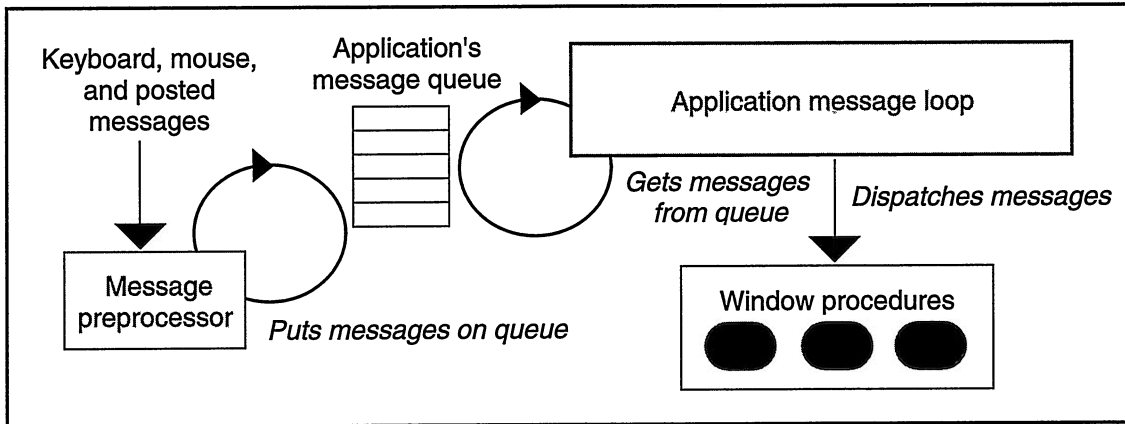 Keyboard, mouse,
and posted
messages
Application's
message queue
Application message loop
Gets messages
from queue
Dispatches messages
Message
preprocessor
Puts messages on queue
Window procedures